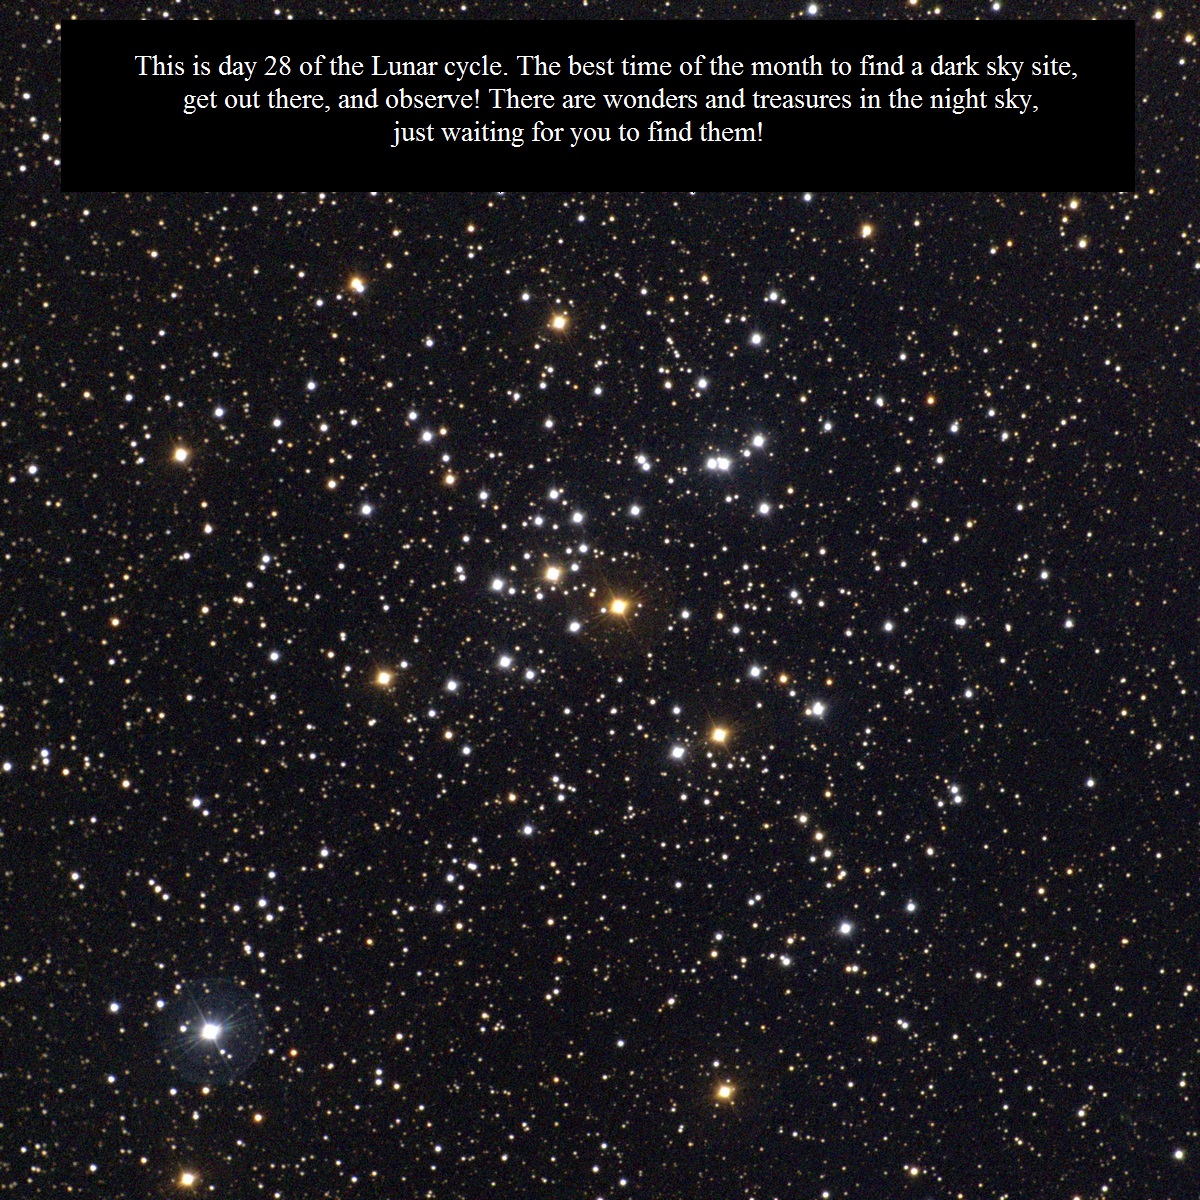 This is day 28 of the Lunar cycle. The best time of the month to find a dark sky site,
get out there, and observe! There are wonders and treasures in the night sky,
just waiting for you to find them!